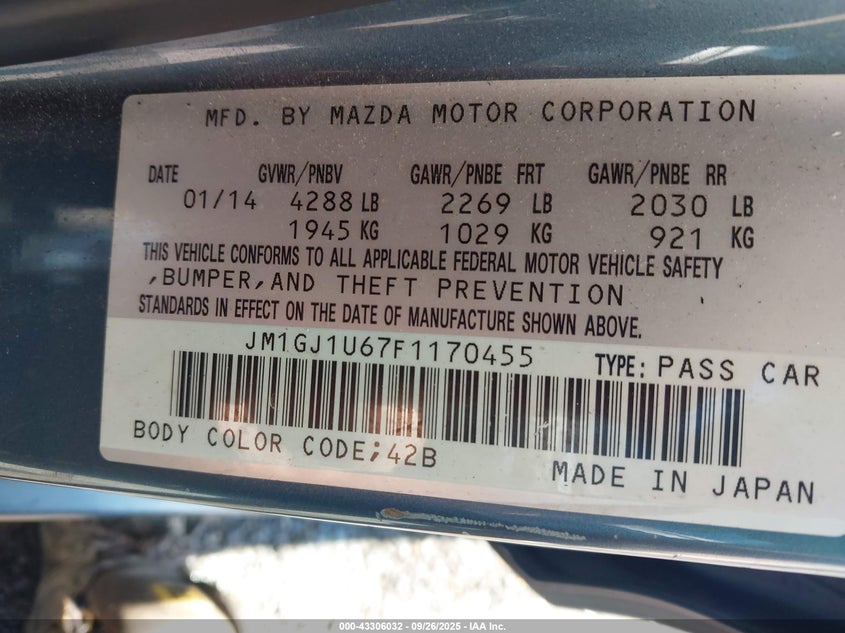 MFD. BY MAZDA MOTOR CORPORATION
DATE GVWR/PNBV GAWR/PNBE FRT GAWR/PNBE RR
01/14 4288 LB 2269 LB 2030 LB
1945 KG 1029 KG 921 KG
THIS VEHICLE CONFORMS TO ALL APPLICABLE FEDERAL MOTOR VEHICLE SAFETY
,BUMPER,AND THEFT PREVENTION
STANDARDS IN EFFECT ON THE DATE OF MANUFACTURE SHOWN ABOVE.
JM1GJ1U67F1170455 TYPE: PASS CAR
BODY COLOR CODE;42B
MADE IN JAPAN
000-43306032 - 09/26/2025 - IAA Inc.